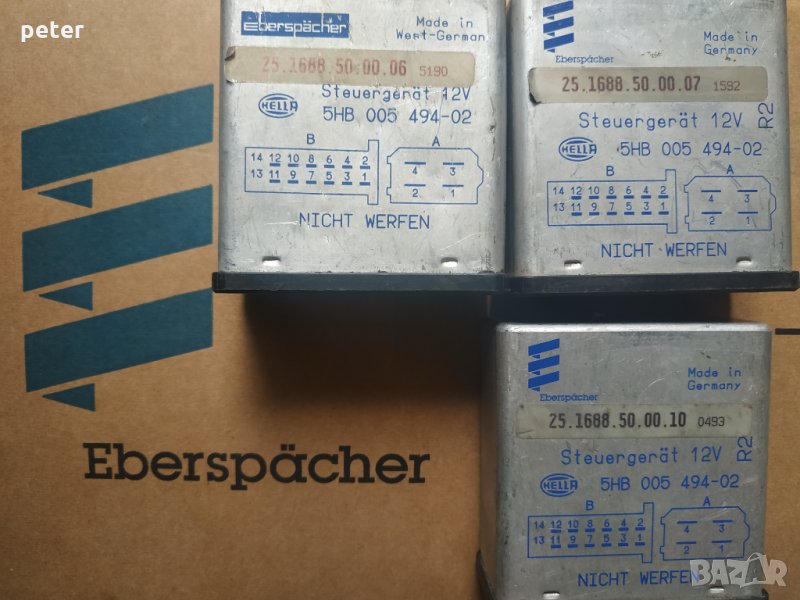 peter
Eberspächer
Made in
West-German
25.1688.50.00.06 5190
Steuergerät 12V
HELLA 5HB 005 494-02
B
A
14 12 10 8 6 4 2
13 11 9 7 5 3 1
4 3
2 1
NICHT WERFEN
Eberspächer
Made in
Germany
25.1688.50.00.07 1592
R2
Steuergerät 12V
HELLA 5HB 005 494-02
B
A
14 12 10 8 6 4 2
13 11 9 7 5 3 1
4 3
2 1
NICHT WERFEN
Eberspächer
Made in
Germany
25.1688.50.00.10 0493
R2
Steuergerät 12V
HELLA 5HB 005 494-02
B
A
14 12 10 8 6 4 2
13 11 9 7 5 3 1
4 3
2 1
NICHT WERFEN
Eberspächer
BAZAR